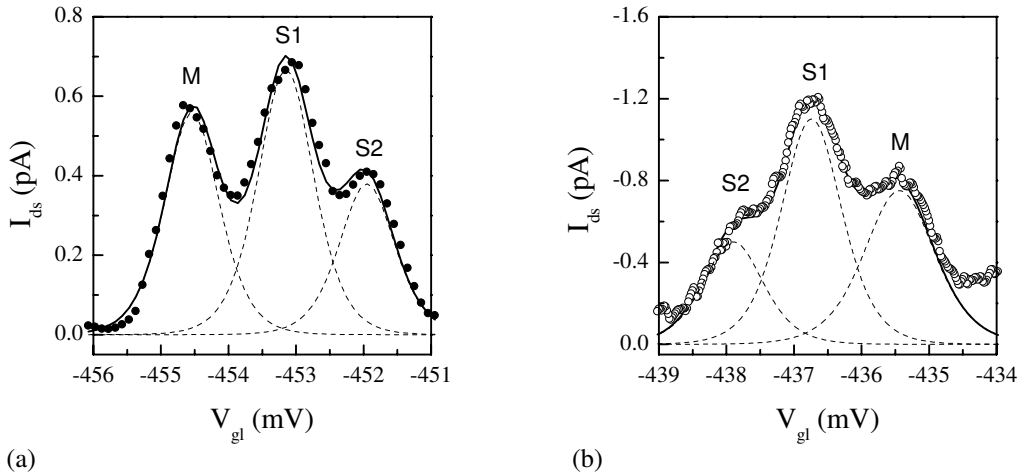 0.8
0.6
0.4
0.2
0.0
I_ds (pA)
M
S1
S2
-456 -455 -454 -453 -452 -451
V_gl (mV)
(a)
-1.6
-1.2
-0.8
-0.4
0.0
I_ds (pA)
S2
S1
M
-439 -438 -437 -436 -435 -434
V_gl (mV)
(b)